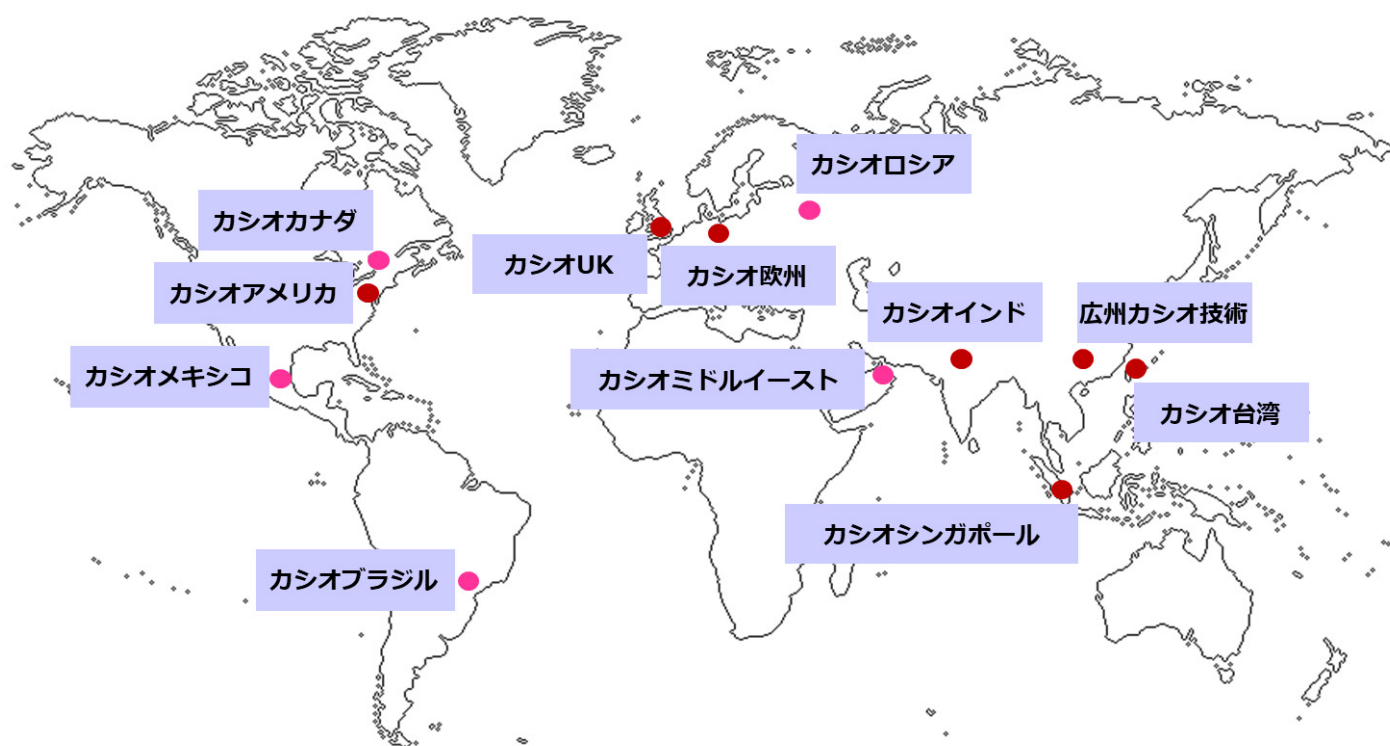 カシオロシア
カシオカナダ
カシオUK
カシオ欧州
カシオアメリカ
カシオインド
広州カシオ技術
カシオメキシコ
カシオミドルイースト
カシオ台湾
カシオシンガポール
カシオブラジル